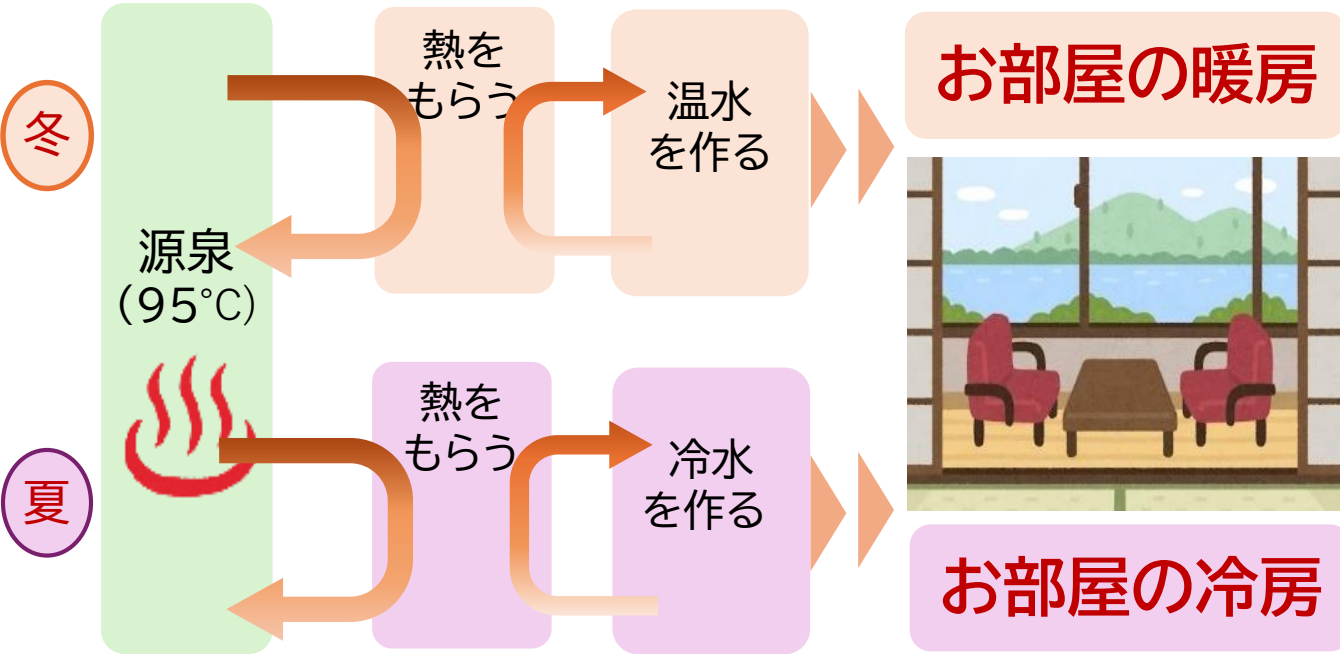 冬
熱を
もらう
温水
を作る
お部屋の暖房
源泉
(95℃)
夏
熱を
もらう
冷水
を作る
お部屋の冷房